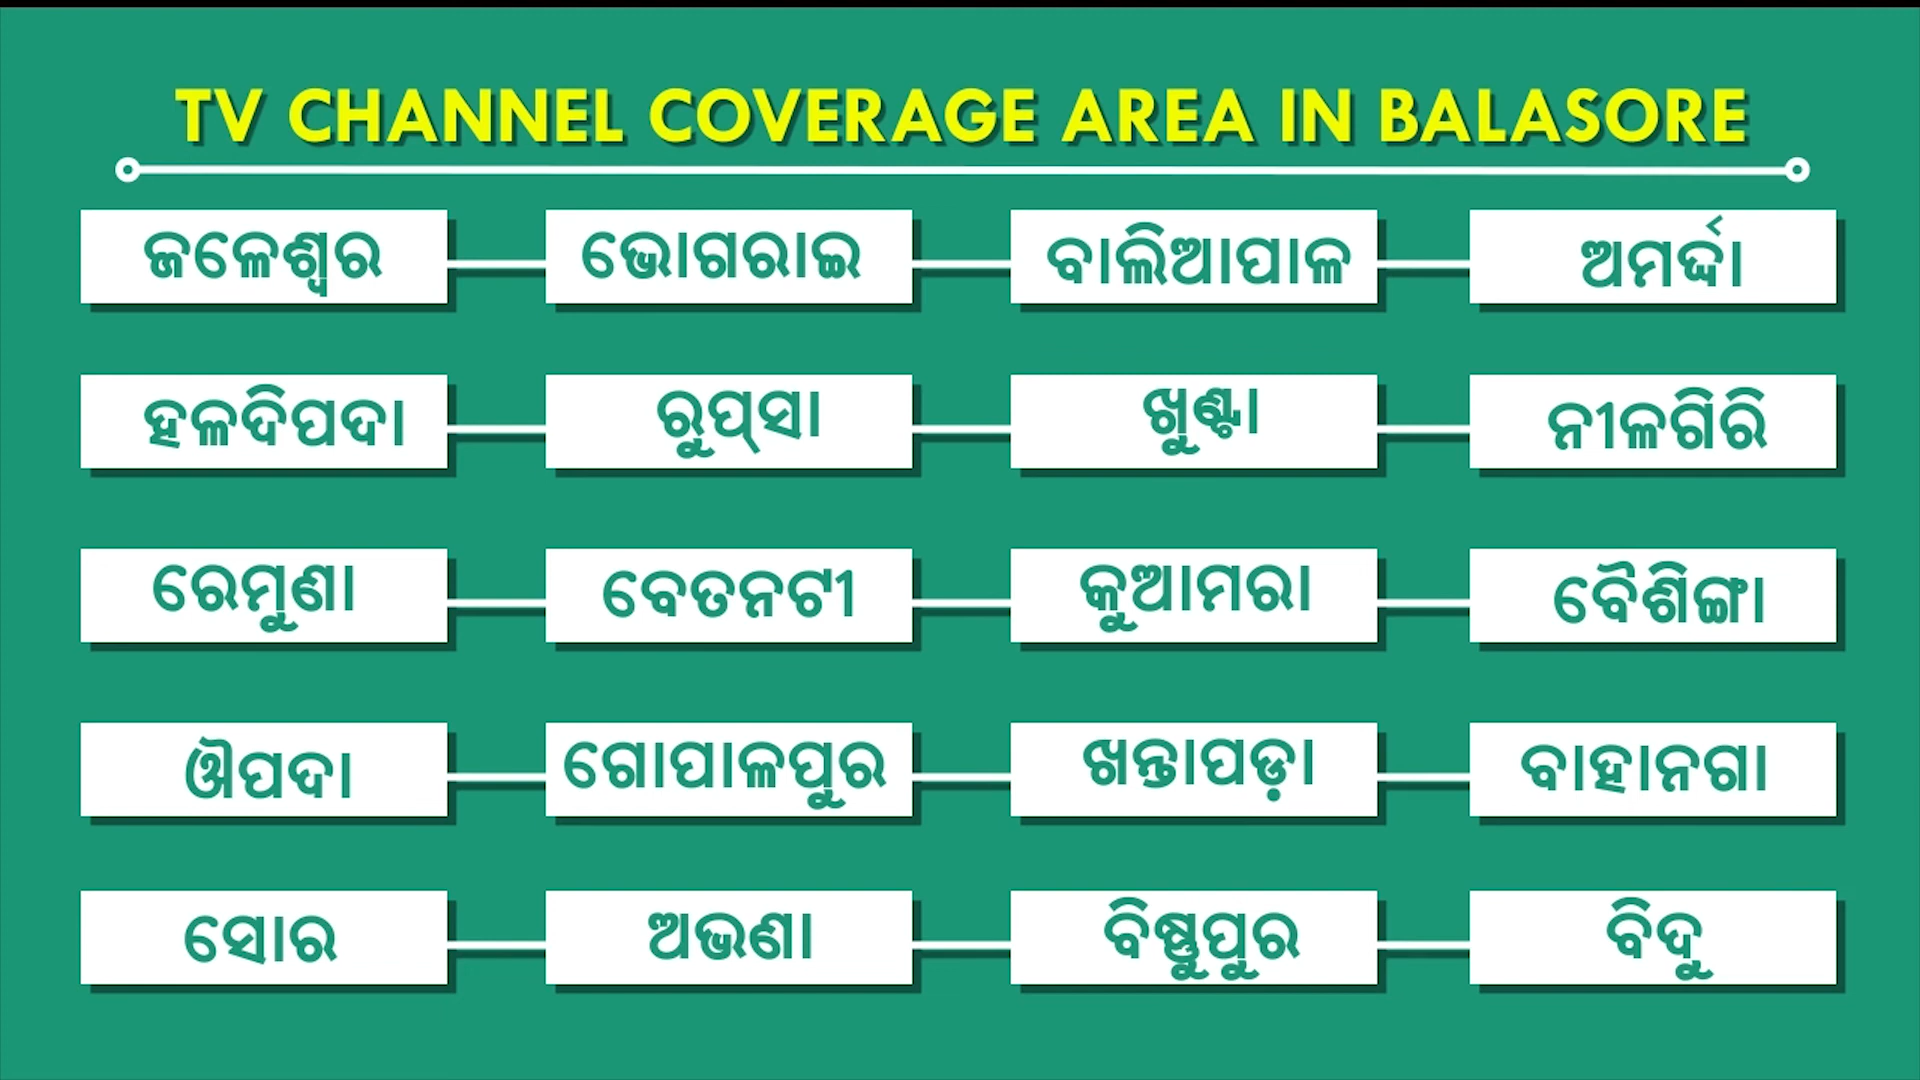 TV CHANNEL COVERAGE AREA IN BALASORE
ଜଳେଶ୍ୱର ଭୋଗରାଇ ବାଲିଆପାଳ ଅମର୍ଦ୍ଦା
ହଳଦିପଦା ରୁପ୍‌ସା ଖୁଣ୍ଟା ନୀଳଗିରି
ରେମୁଣା ବେତନଟୀ କୁଆମରା ବୈଶିଙ୍ଗା
ଔପଦା ଗୋପାଳପୁର ଖନ୍ତାପଡ଼ା ବାହାନଗା
ସୋର ଅଭଣା ବିଷ୍ଣୁପୁର ବିଦୁ